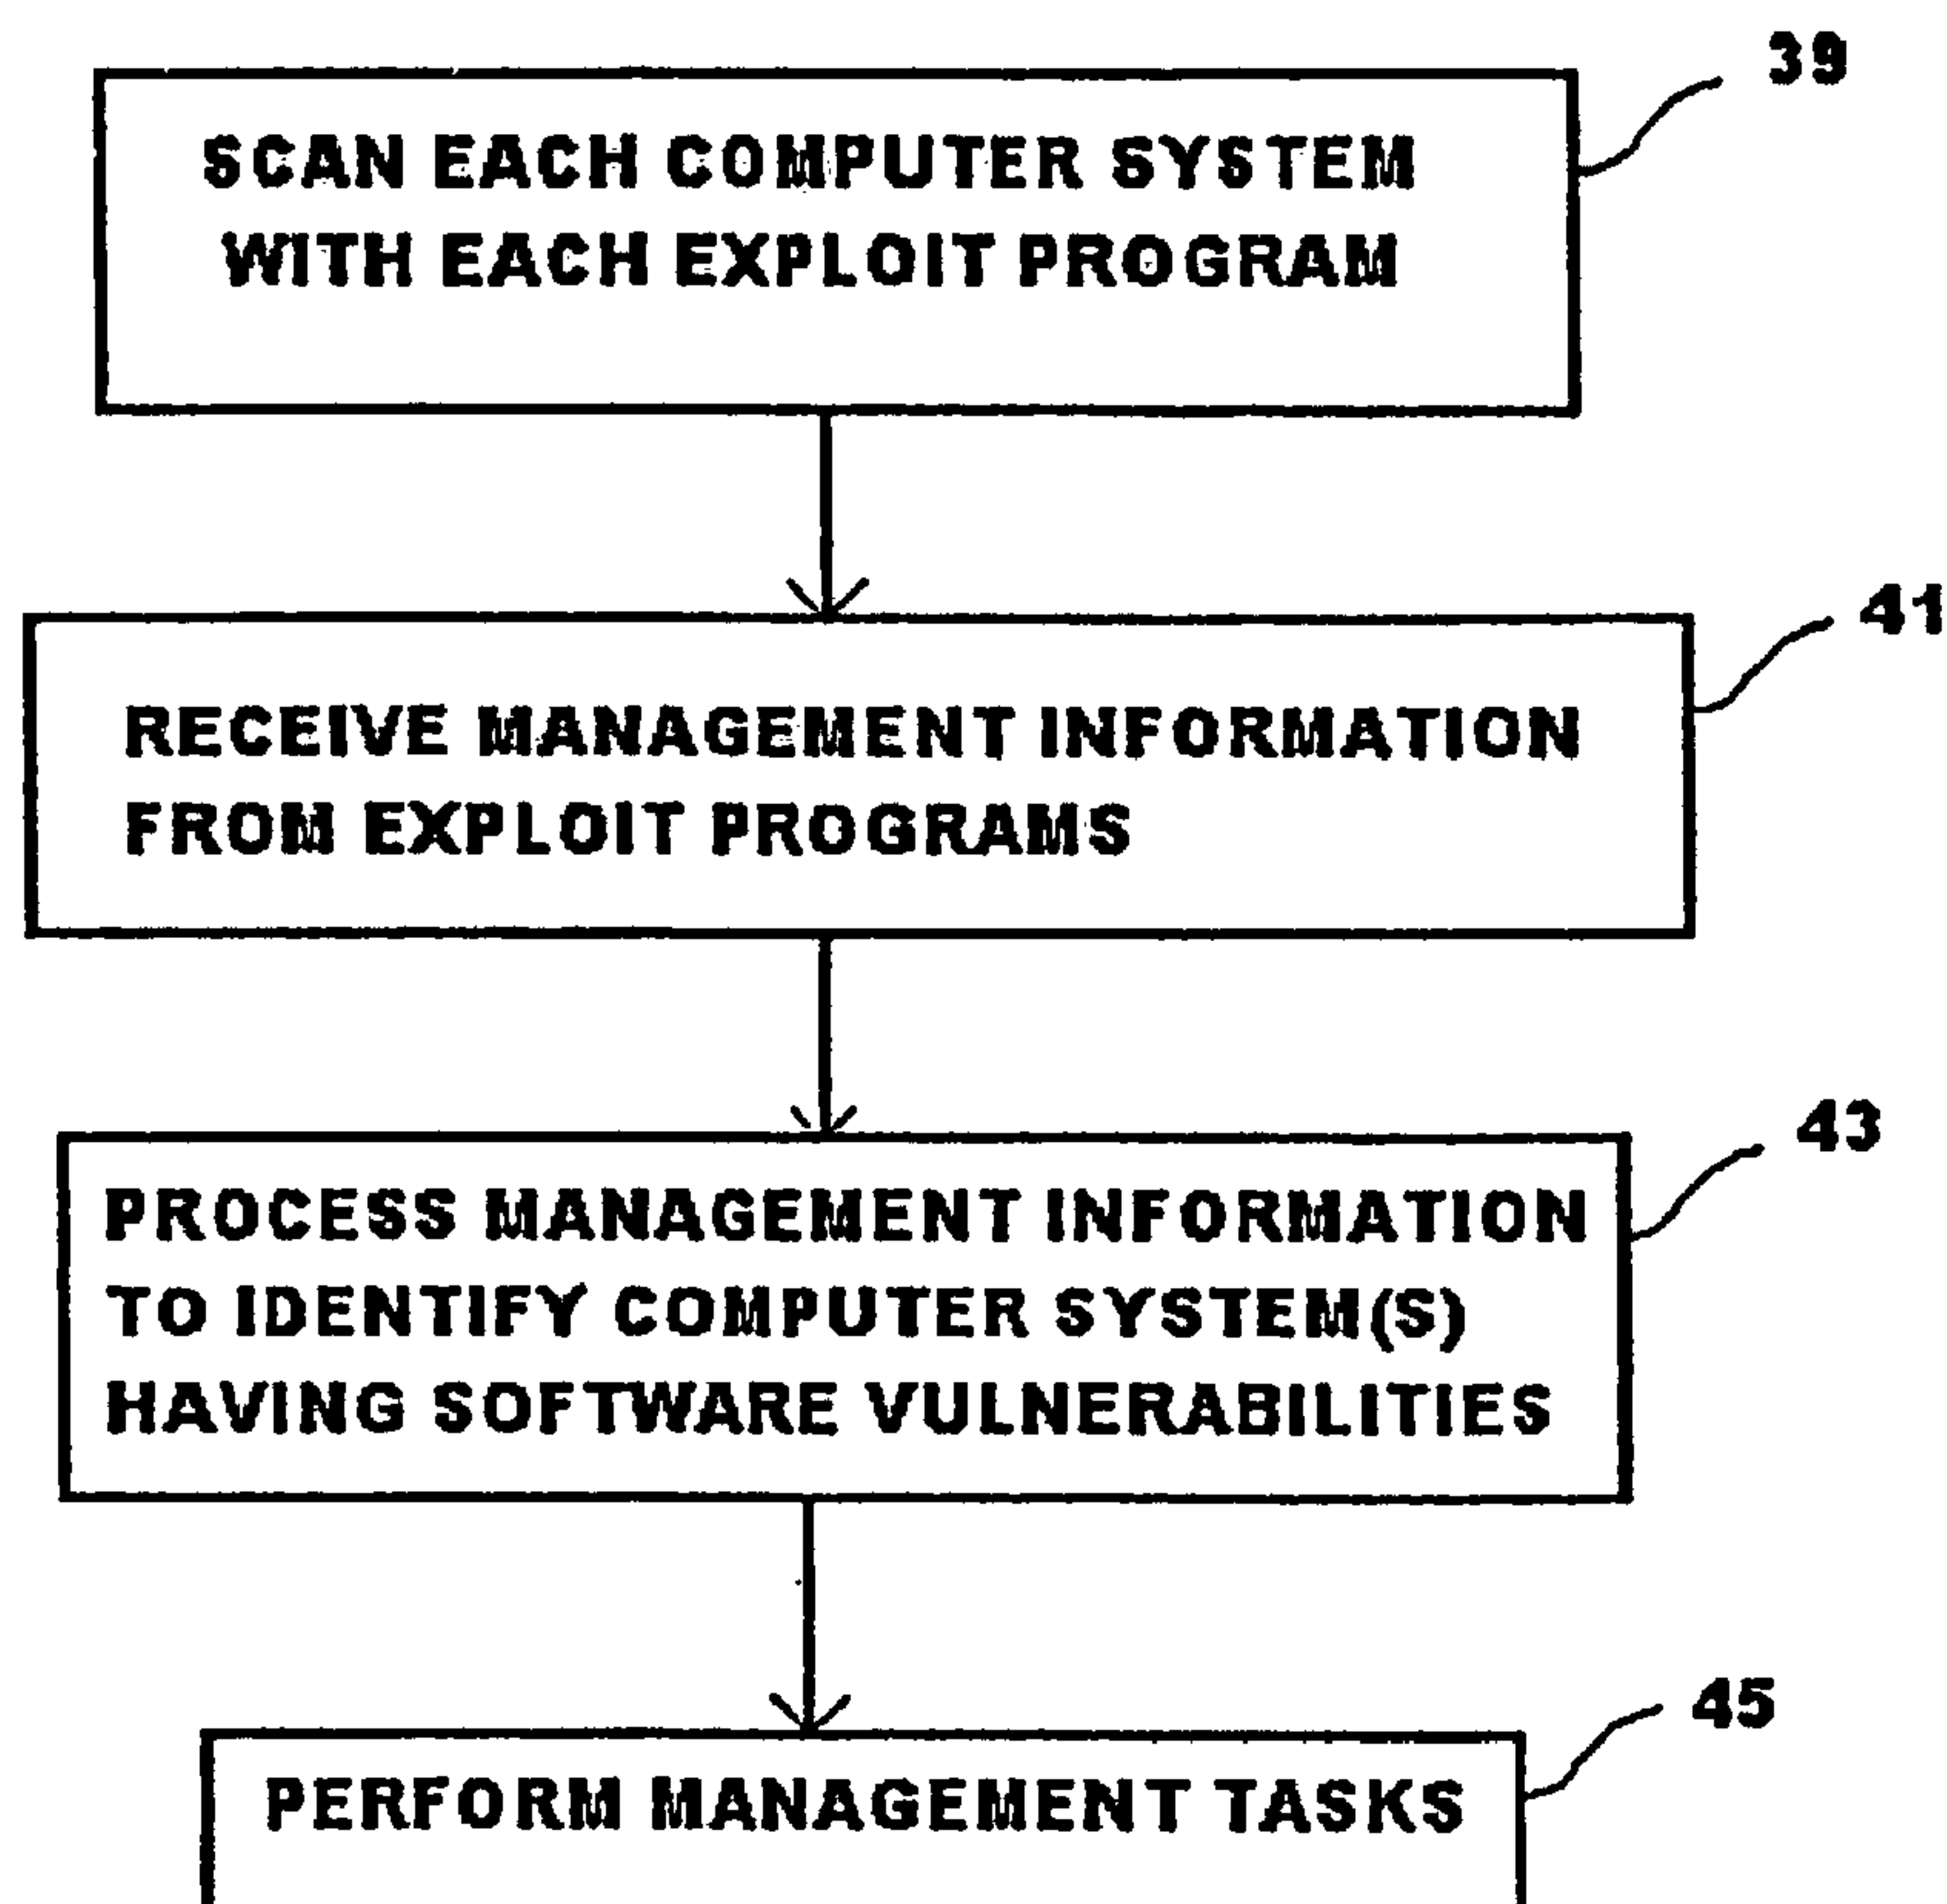 39
SCAN EACH COMPUTER SYSTEM
WITH EACH EXPLOIT PROGRAM
41
RECEIVE MANAGEMENT INFORMATION
FROM EXPLOIT PROGRAMS
43
PROCESS MANAGEMENT INFORMATION
TO IDENTIFY COMPUTER SYSTEM(S)
HAVING SOFTWARE VULNERABILITIES
45
PERFORM MANAGEMENT TASKS